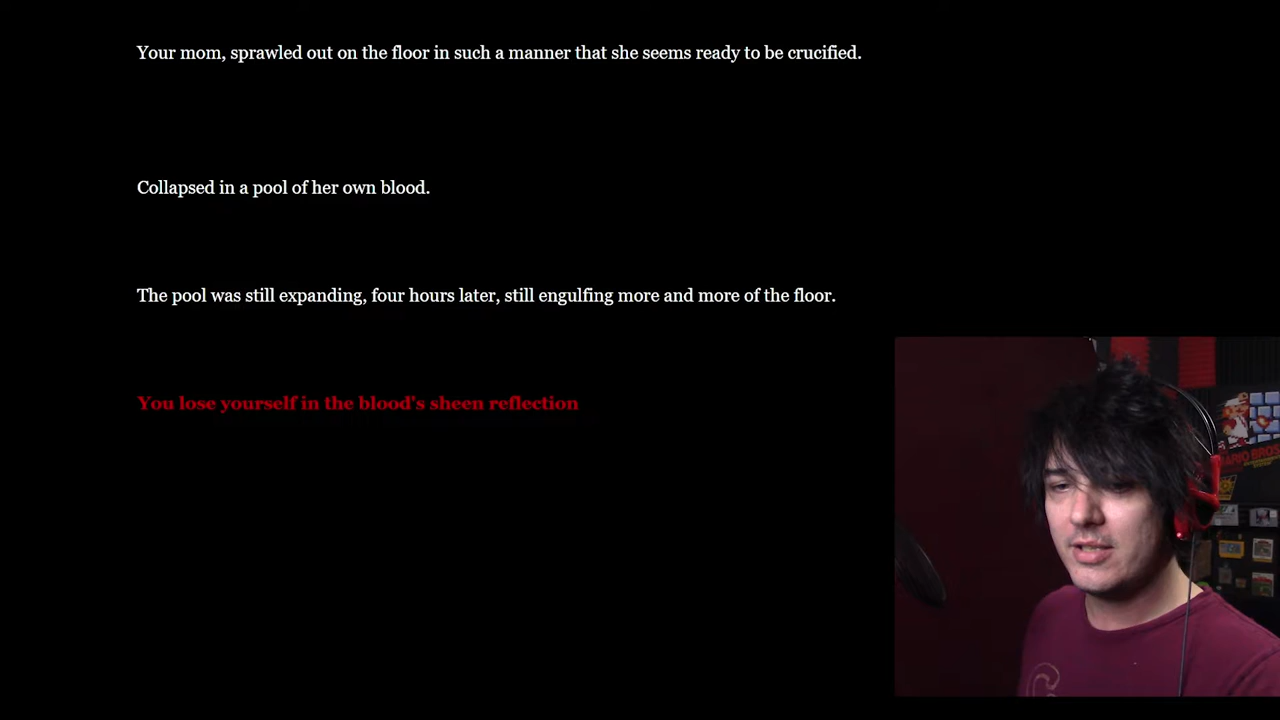 Your mom, sprawled out on the floor in such a manner that she seems ready to be crucified.
Collapsed in a pool of her own blood.
The pool was still expanding, four hours later, still engulfing more and more of the floor.
You lose yourself in the blood's sheen reflection
MARIO BROS